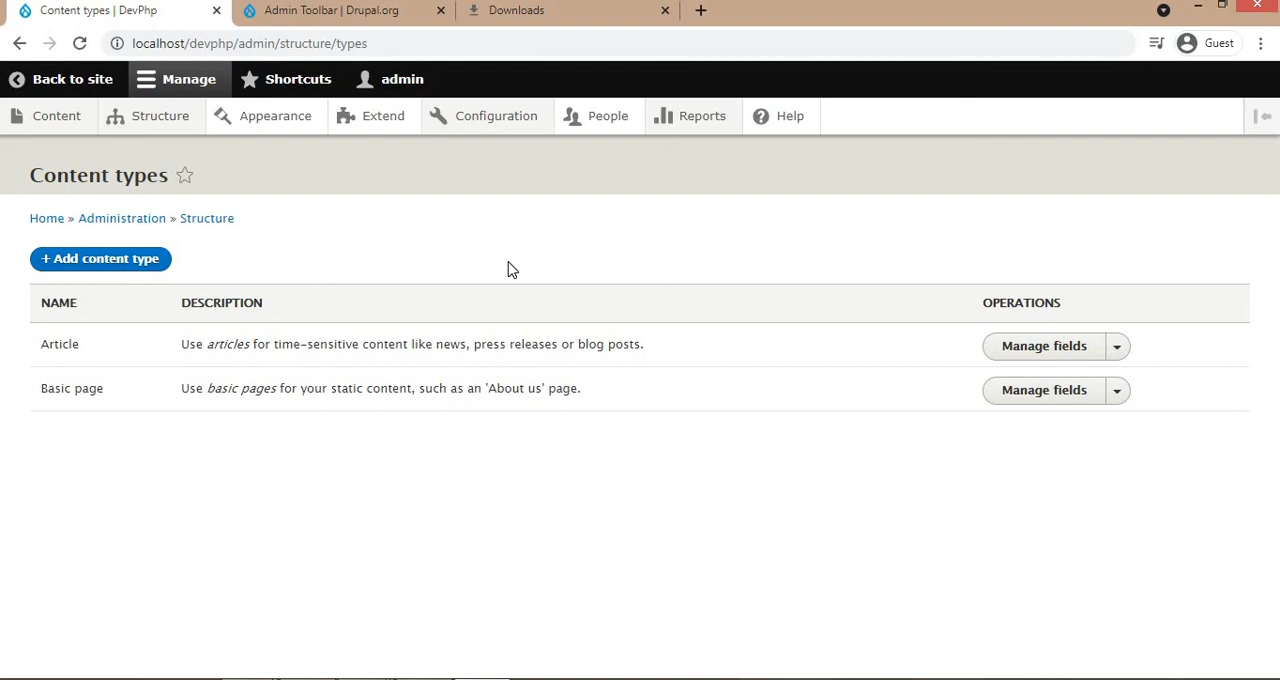 Content types | DevPhp
Admin Toolbar | Drupal.org
Downloads
localhost/devphp/admin/structure/types
Guest
Back to site
Manage
Shortcuts
admin
Content
Structure
Appearance
Extend
Configuration
People
Reports
Help
Content types
Home » Administration » Structure
+ Add content type
NAME DESCRIPTION OPERATIONS
Article Use articles for time-sensitive content like news, press releases or blog posts. Manage fields
Basic page Use basic pages for your static content, such as an 'About us' page. Manage fields